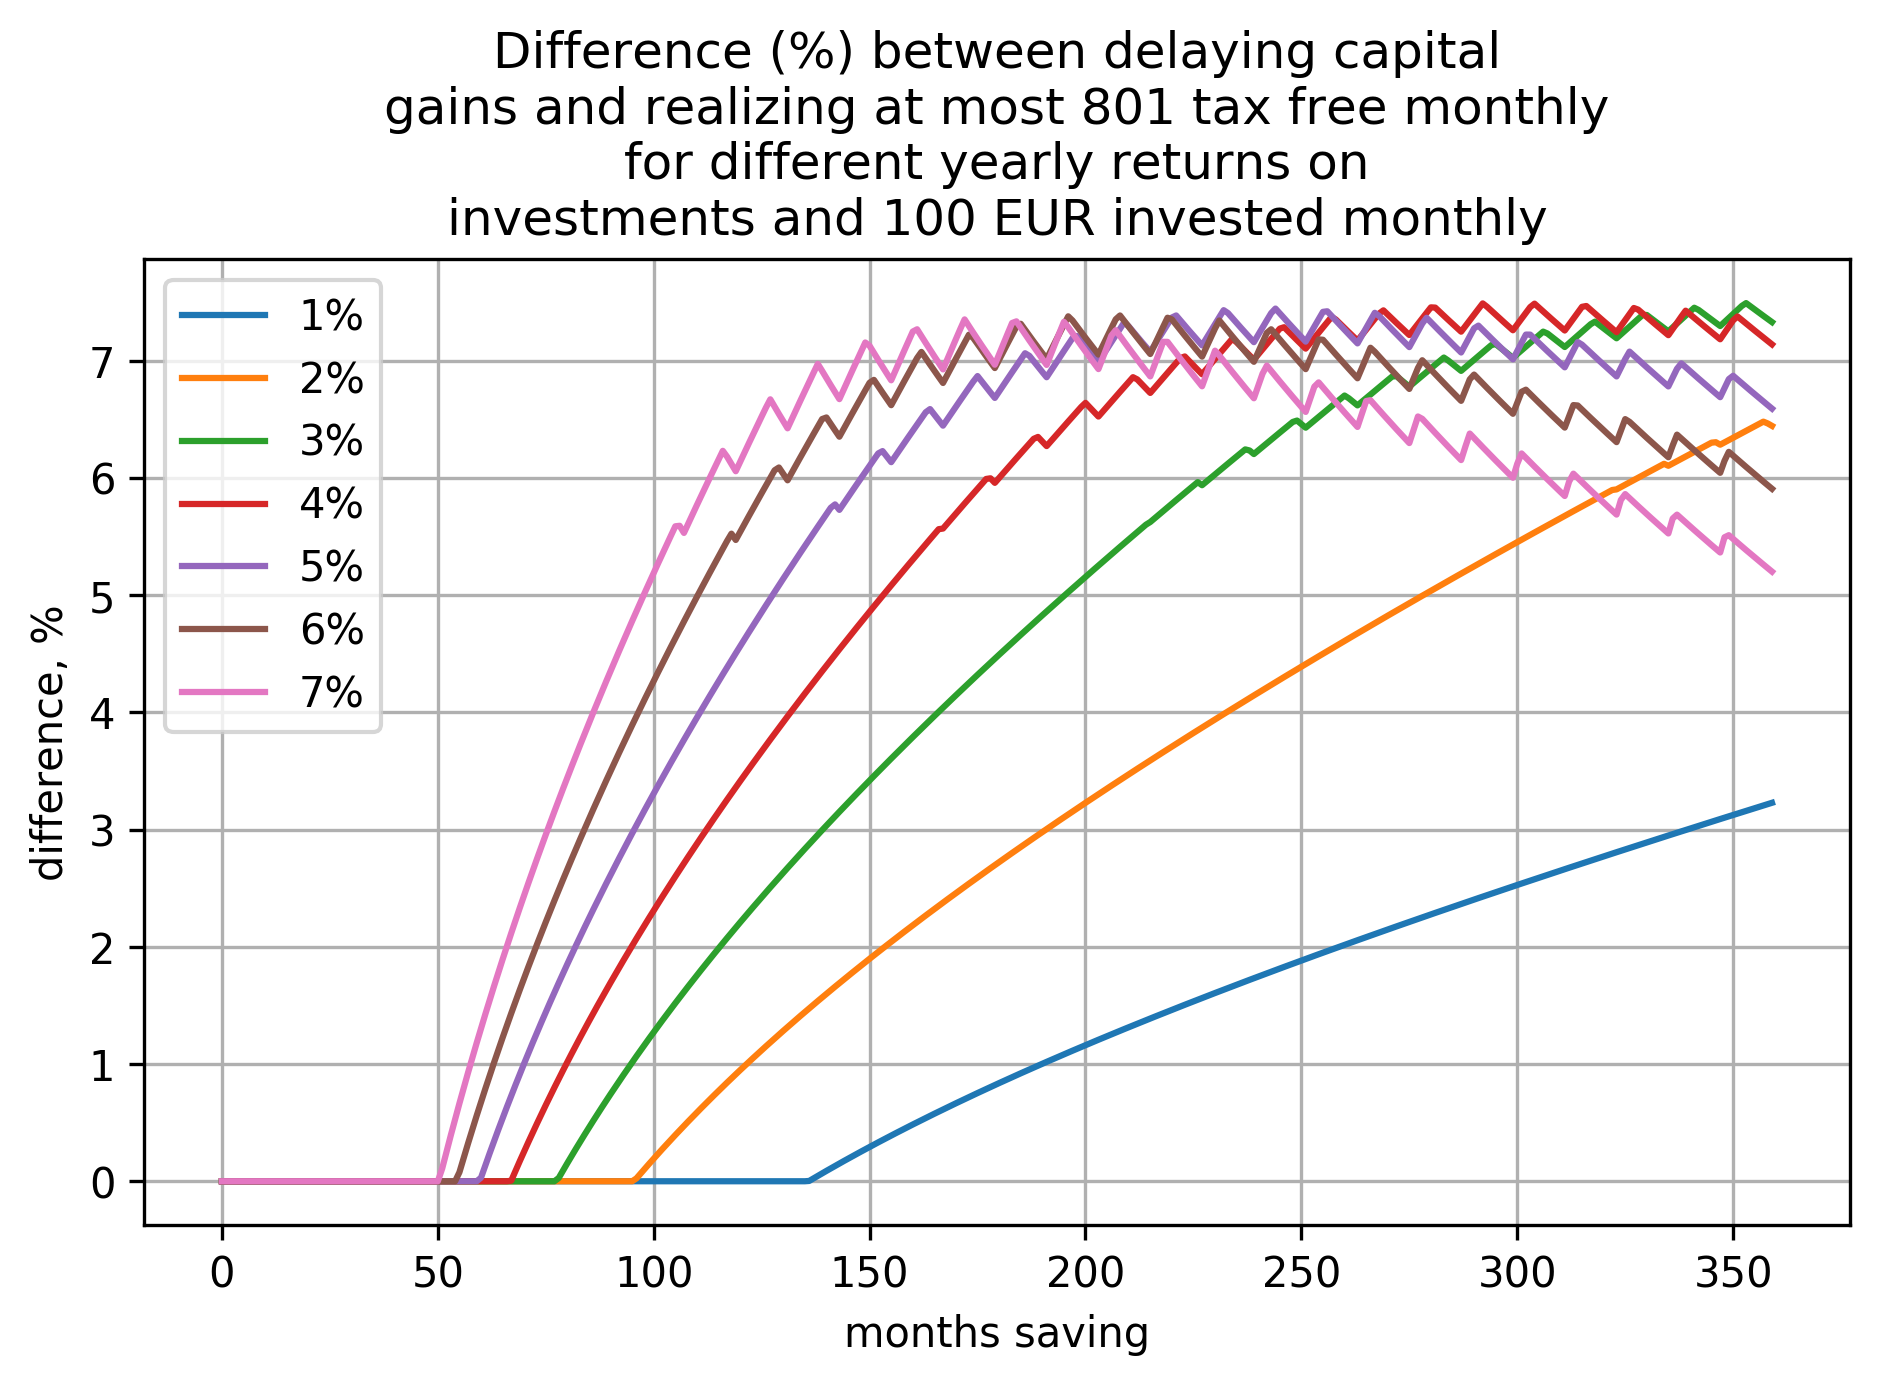 Difference (%) between delaying capital
gains and realizing at most 801 tax free monthly
for different yearly returns on
investments and 100 EUR invested monthly
1%
2%
3%
4%
5%
6%
7%
difference, %
7
6
5
4
3
2
1
0
0 50 100 150 200 250 300 350
months saving